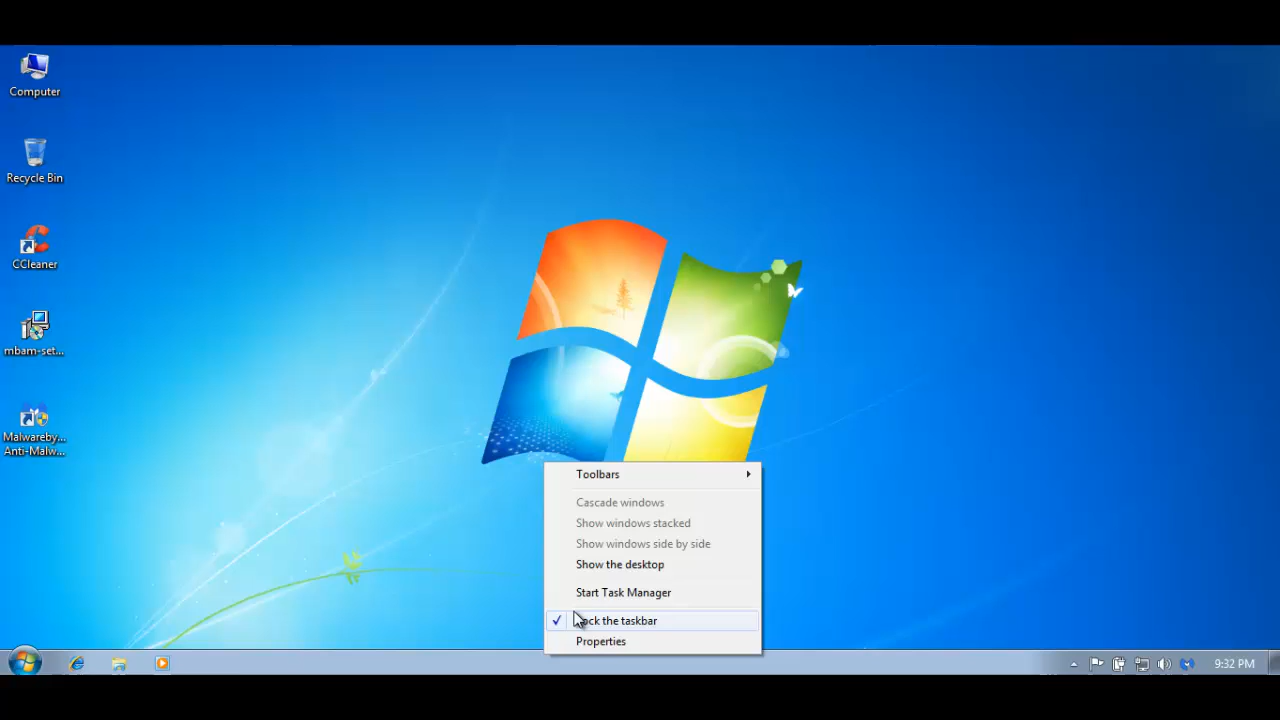 Computer
Recycle Bin
CCleaner
mbam-set...
Malwareby...
Anti-Malw...
Toolbars
Cascade windows
Show windows stacked
Show windows side by side
Show the desktop
Start Task Manager
ock the taskbar
Properties
9:32 PM